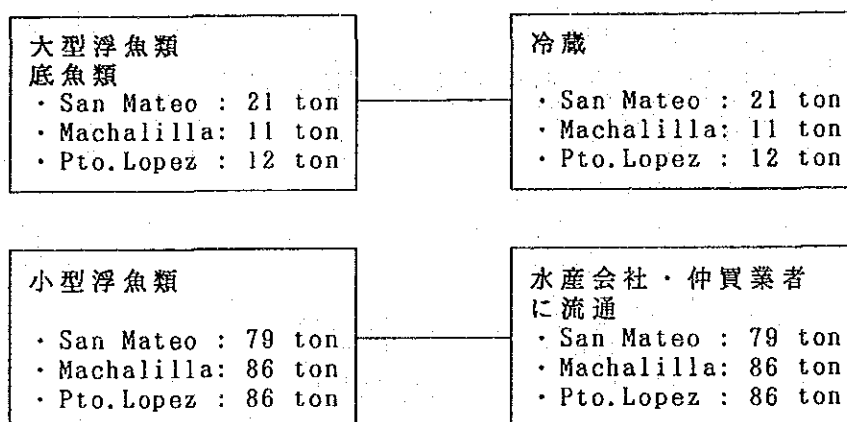 大型浮魚類
底魚類
・San Mateo : 21 ton
・Machalilla: 11 ton
・Pto.Lopez : 12 ton
冷蔵
・San Mateo : 21 ton
・Machalilla: 11 ton
・Pto.Lopez : 12 ton
小型浮魚類
・San Mateo : 79 ton
・Machalilla: 86 ton
・Pto.Lopez : 86 ton
水産会社・仲買業者
に流通
・San Mateo : 79 ton
・Machalilla: 86 ton
・Pto.Lopez : 86 ton